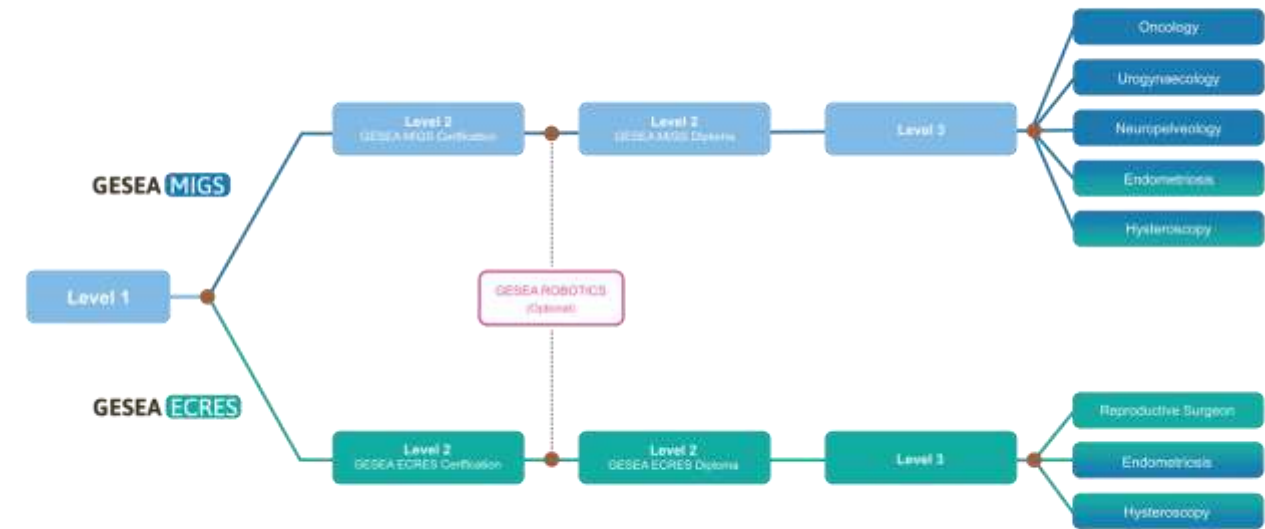 Oncology
Urogynaecology
Level 2
GESEA MIGS Certification
Level 2
GESEA MIGS Diploma
Level 3
Neuropelveology
GESEA MIGS
Endometriosis
Hysteroscopy
Level 1
GESEA ROBOTICS
(Optional)
GESEA ECRES
Reproductive Surgeon
Level 2
GESEA ECRES Certification
Level 2
GESEA ECRES Diploma
Level 3
Endometriosis
Hysteroscopy